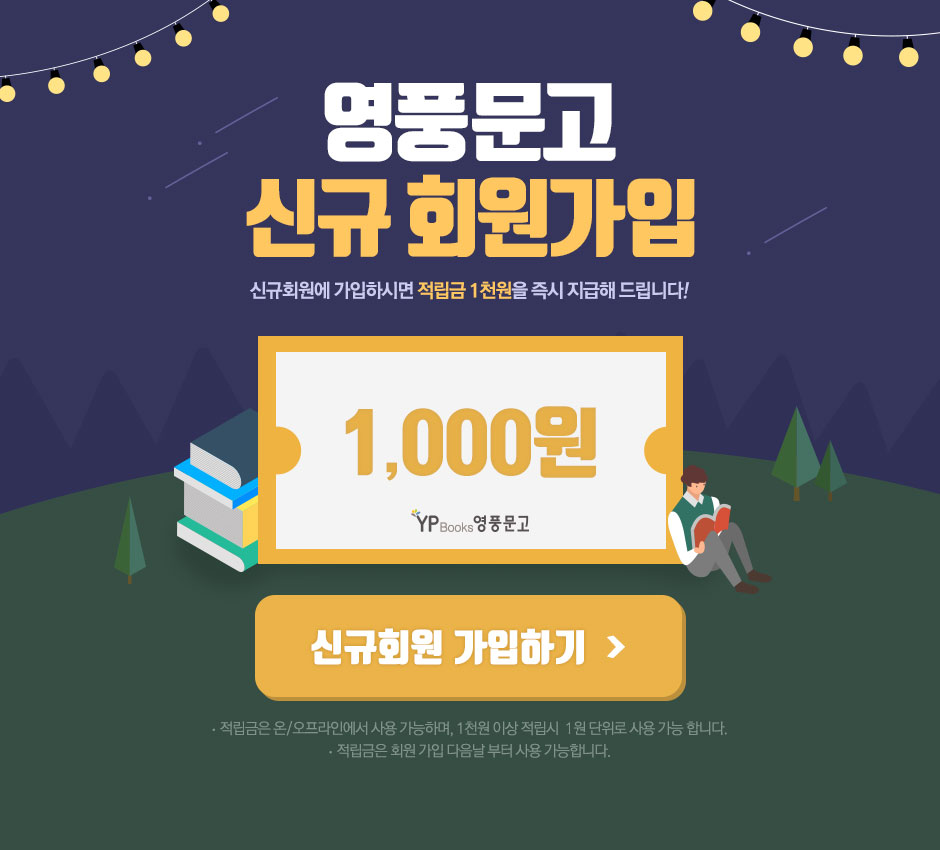 영풍문고
신규 회원가입
신규회원에 가입하시면 적립금 1천원을 즉시 지급해 드립니다!
1,000원
YP Books 영풍문고
신규회원 가입하기 >
· 적립금은 온/오프라인에서 사용 가능하며, 1천원 이상 적립시 1원 단위로 사용 가능 합니다.
· 적립금은 회원 가입 다음날 부터 사용 가능합니다.